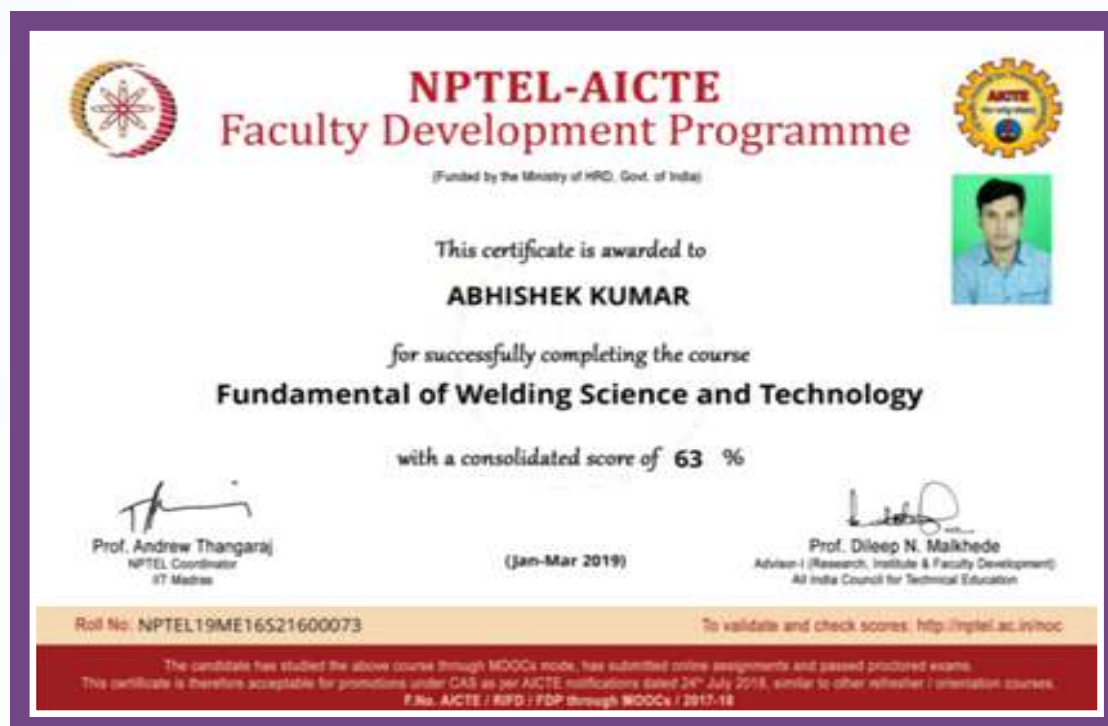 NPTEL-AICTE
Faculty Development Programme
(Funded by the Ministry of HRD, Govt. of India)
AICTE
This certificate is awarded to
ABHISHEK KUMAR
for successfully completing the course
Fundamental of Welding Science and Technology
with a consolidated score of 63 %
Prof. Andrew Thangaraj
NPTEL Coordinator
IIT Madras
(Jan-Mar 2019)
Prof. Dileep N. Malkhede
Advisor-I (Research, Institute & Faculty Development)
All India Council for Technical Education
Roll No: NPTEL19ME16S21600073
To validate and check scores: http://nptel.ac.in/noc
The candidate has studied the above course through MOOCs mode, has submitted online assignments and passed proctored exams.
This certificate is therefore acceptable for promotions under CAS as per AICTE notifications dated 24th July 2018, similar to other refresher / orientation courses.
F.No. AICTE / RIFD / FDP through MOOCs / 2017-18